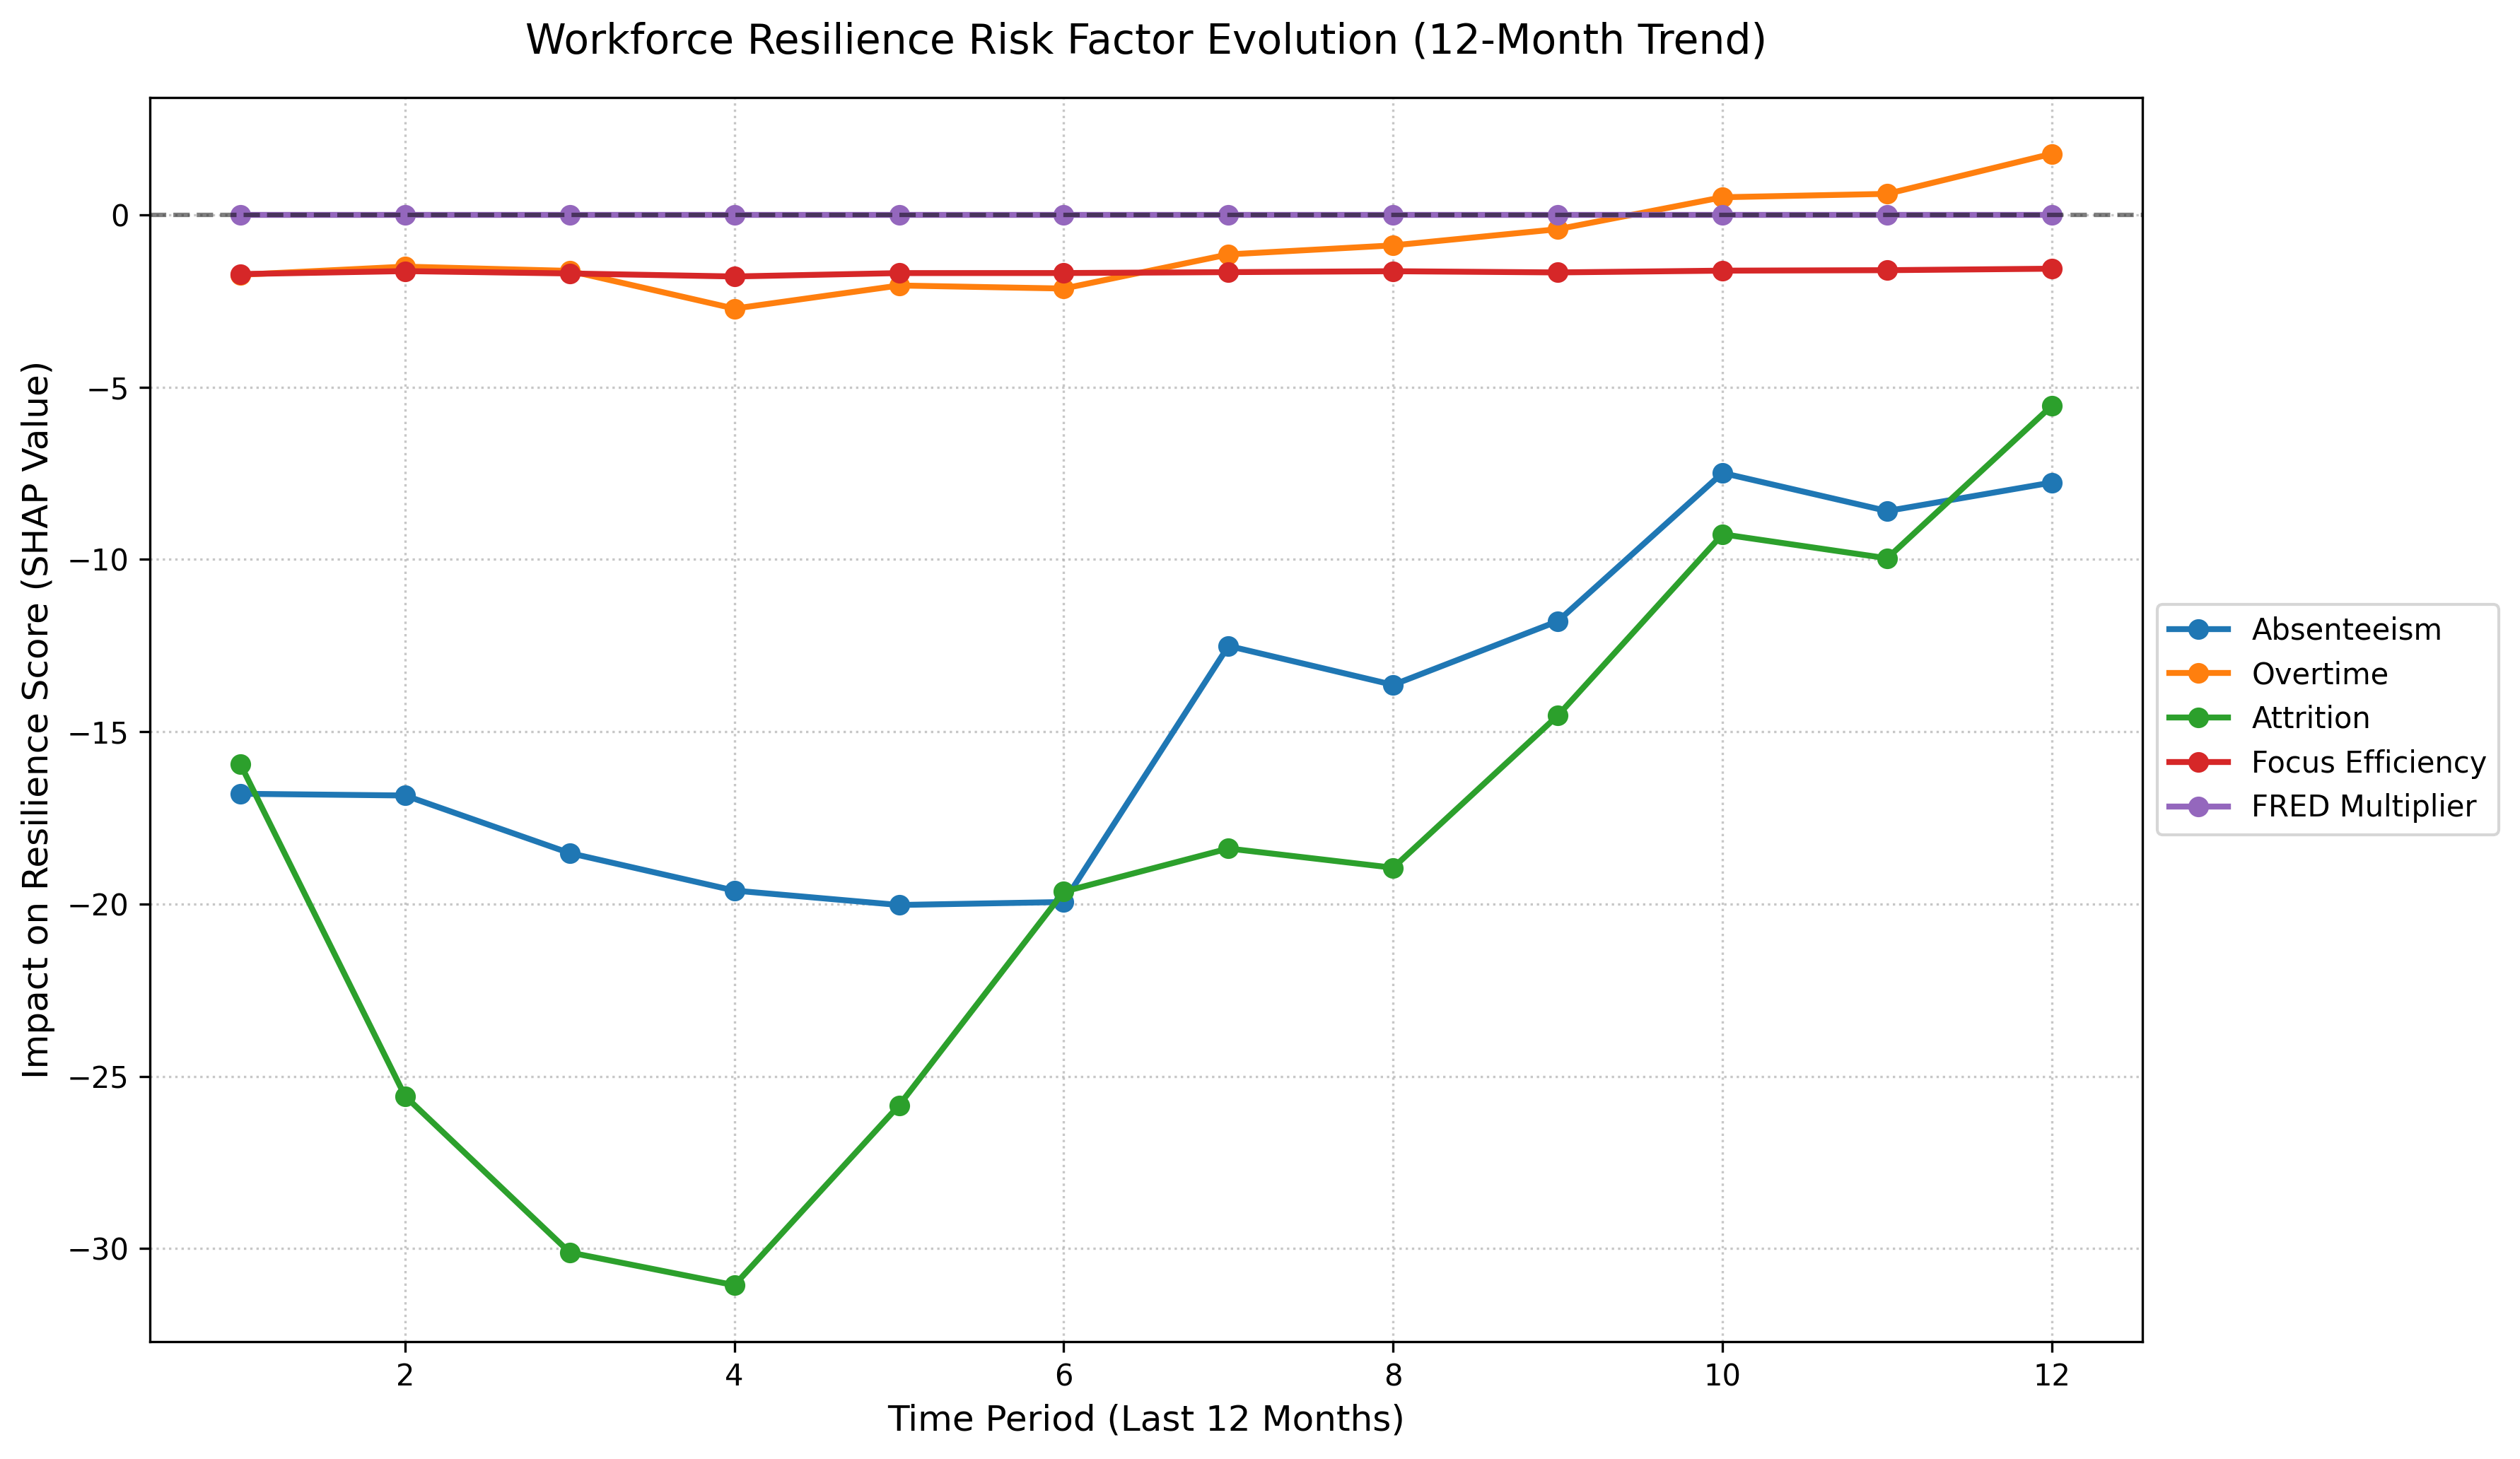 Workforce Resilience Risk Factor Evolution (12-Month Trend)
Impact on Resilience Score (SHAP Value)
0
−5
−10
−15
−20
−25
−30
2
4
6
8
10
12
Time Period (Last 12 Months)
Absenteeism
Overtime
Attrition
Focus Efficiency
FRED Multiplier